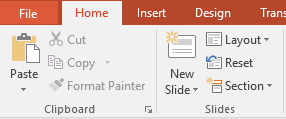 File Home Insert Design
Cut
Copy
Paste
Format Painter
Clipboard
New
Slide
Layout
Reset
Section
Slides